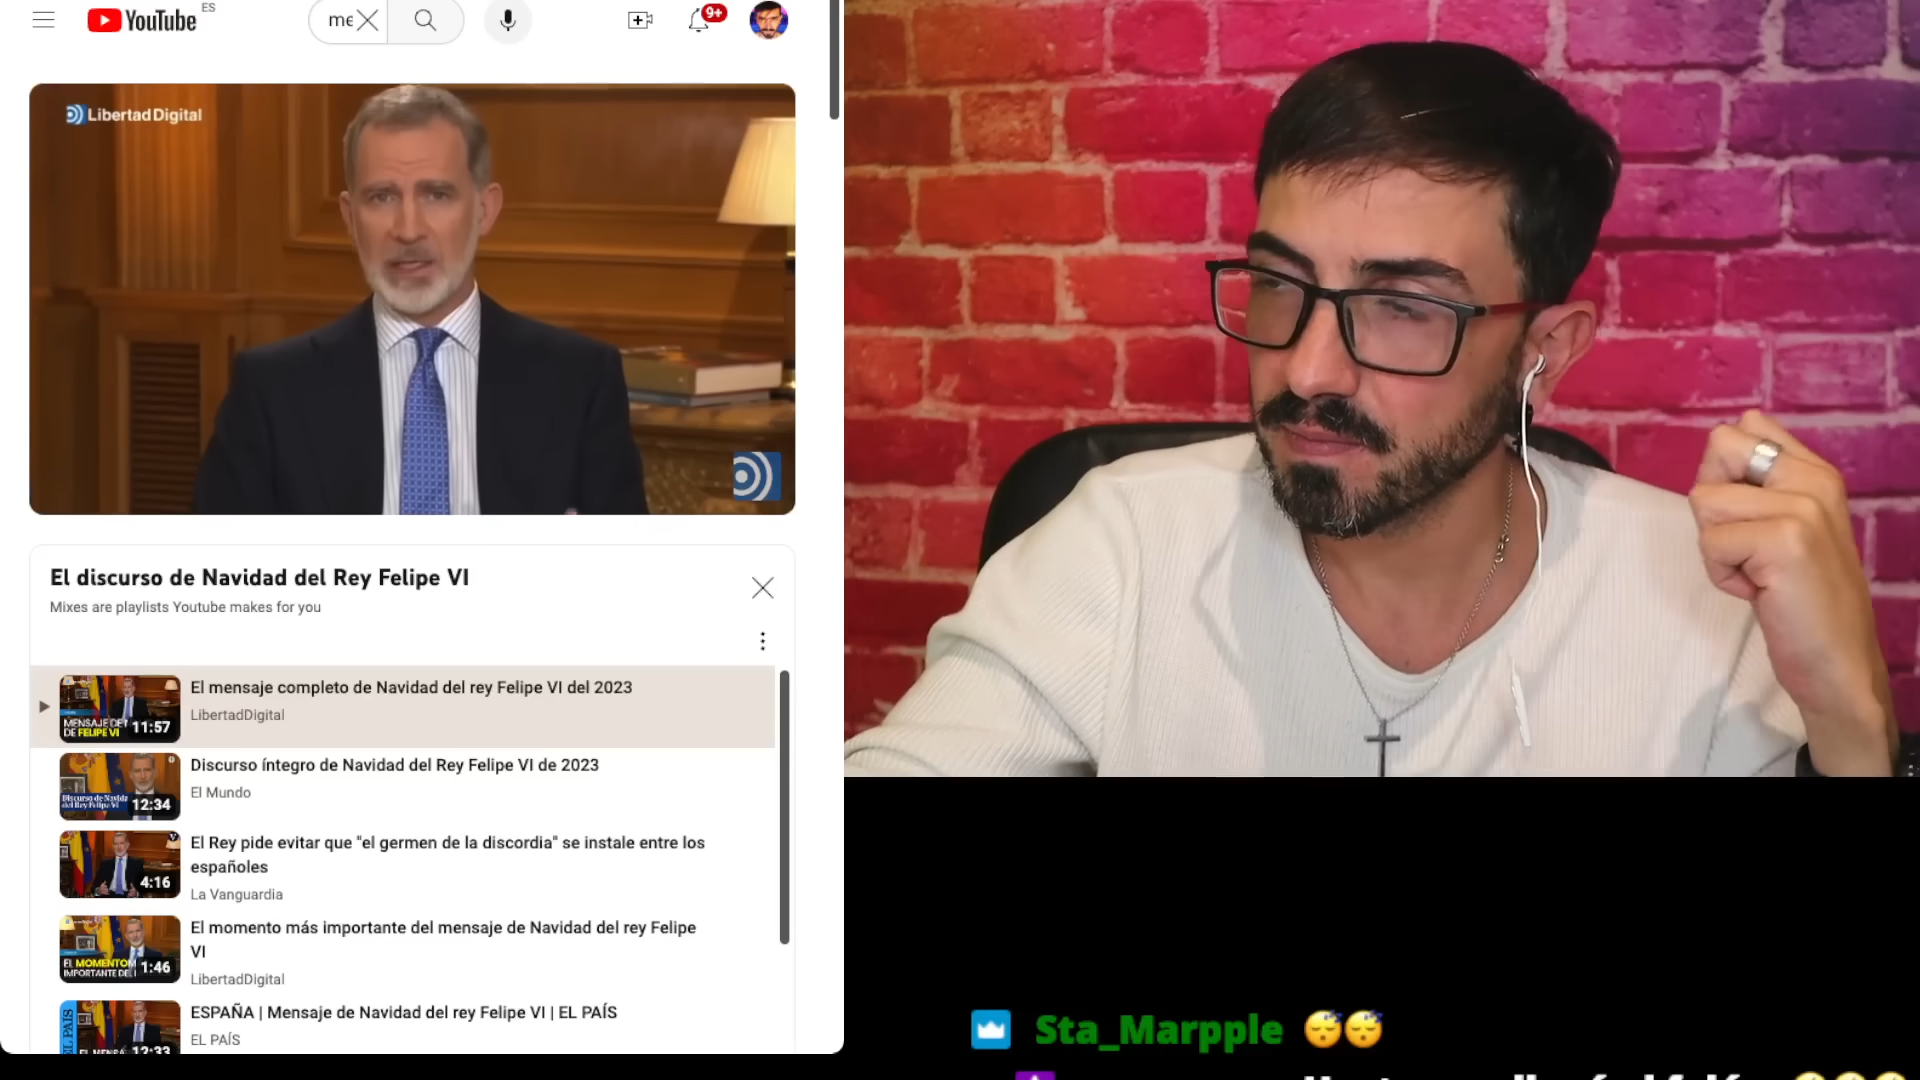 YouTube ES
me
9+
LibertadDigital
El discurso de Navidad del Rey Felipe VI
Mixes are playlists Youtube makes for you
El mensaje completo de Navidad del rey Felipe VI del 2023
LibertadDigital
11:57
Discurso íntegro de Navidad del Rey Felipe VI de 2023
El Mundo
12:34
El Rey pide evitar que "el germen de la discordia" se instale entre los
españoles
La Vanguardia
4:16
El momento más importante del mensaje de Navidad del rey Felipe
VI
LibertadDigital
1:46
ESPAÑA | Mensaje de Navidad del rey Felipe VI | EL PAÍS
EL PAÍS
12:33
Sta_Marpple 😴😴